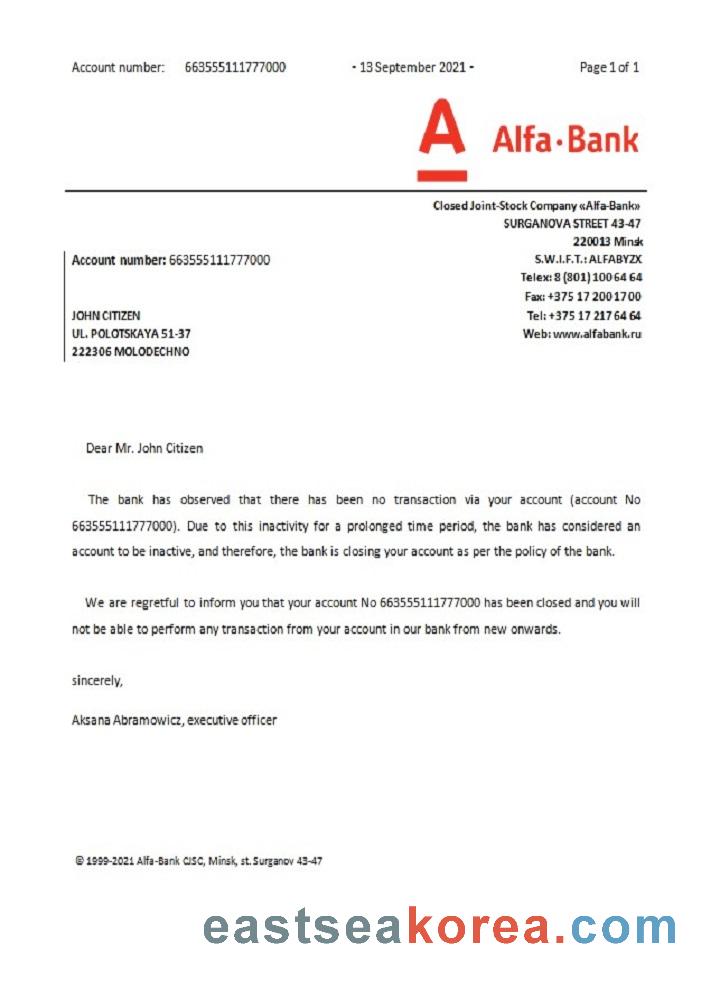 Account number: 663555111777000 - 13 September 2021 - Page 1 of 1
A Alfa·Bank
Closed Joint-Stock Company «Alfa-Bank»
SURGANOVA STREET 43-47
220013 Minsk
S.W.I.F.T.: ALFABYZX
Telex: 8 (801) 100 64 64
Fax: +375 17 200 17 00
Tel: +375 17 217 64 64
Web: www.alfabank.ru
Account number: 663555111777000
JOHN CITIZEN
UL. POLOTSKAYA 51-37
222306 MOLODECHNO
Dear Mr. John Citizen
The bank has observed that there has been no transaction via your account (account No
663555111777000). Due to this inactivity for a prolonged time period, the bank has considered an
account to be inactive, and therefore, the bank is closing your account as per the policy of the bank.
We are regretful to inform you that your account No 663555111777000 has been closed and you will
not be able to perform any transaction from your account in our bank from new onwards.
sincerely,
Aksana Abramowicz, executive officer
© 1999-2021 Alfa-Bank CJSC, Minsk, st. Surganov 43-47
eastseakorea.com